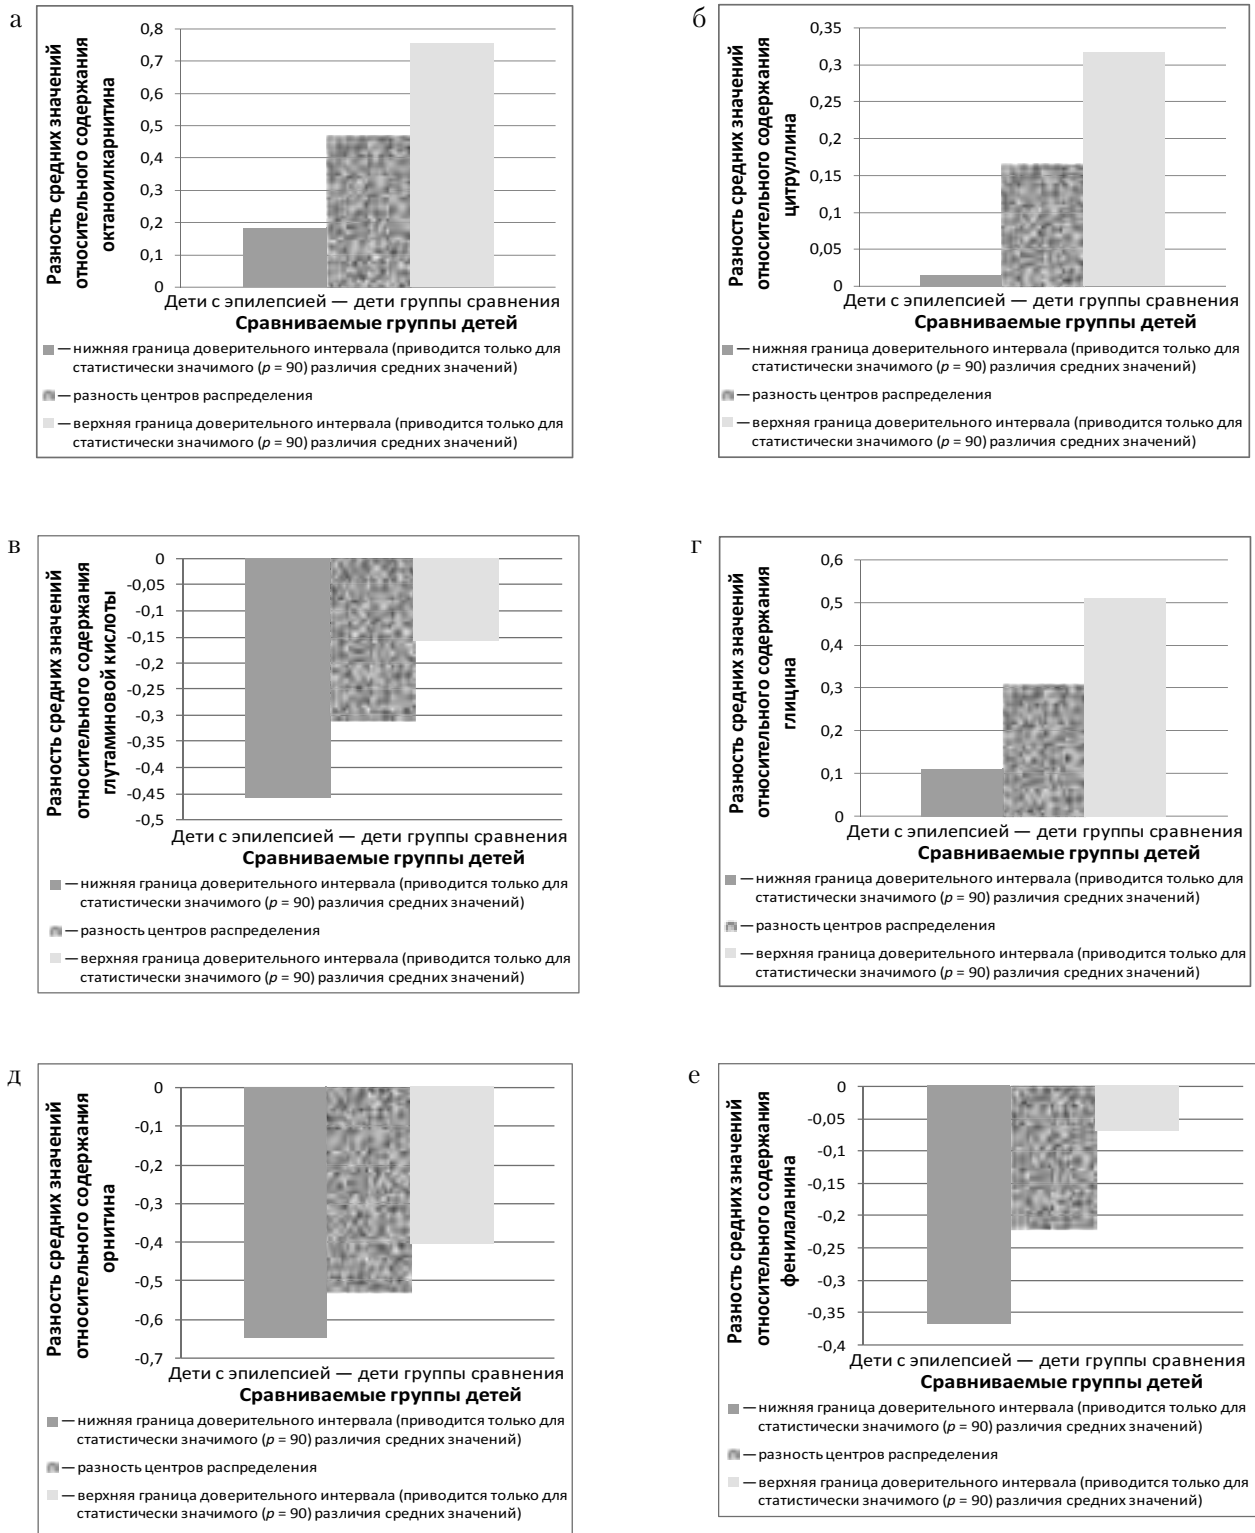 а
Разность средних значений
относительного содержания
октаноилкарнитина
0,8
0,7
0,6
0,5
0,4
0,3
0,2
0,1
0
Дети с эпилепсией — дети группы сравнения
Сравниваемые группы детей
— нижняя граница доверительного интервала (приводится только для
статистически значимого (p = 90) различия средних значений)
— разность центров распределения
— верхняя граница доверительного интервала (приводится только для
статистически значимого (p = 90) различия средних значений)
б
Разность средних значений
относительного содержания
цитруллина
0,35
0,3
0,25
0,2
0,15
0,1
0,05
0
Дети с эпилепсией — дети группы сравнения
Сравниваемые группы детей
— нижняя граница доверительного интервала (приводится только для
статистически значимого (p = 90) различия средних значений)
— разность центров распределения
— верхняя граница доверительного интервала (приводится только для
статистически значимого (p = 90) различия средних значений)
в
Разность средних значений
относительного содержания
глутаминовой кислоты
0
-0,05
-0,1
-0,15
-0,2
-0,25
-0,3
-0,35
-0,4
-0,45
-0,5
Дети с эпилепсией — дети группы сравнения
Сравниваемые группы детей
— нижняя граница доверительного интервала (приводится только для
статистически значимого (p = 90) различия средних значений)
— разность центров распределения
— верхняя граница доверительного интервала (приводится только для
статистически значимого (p = 90) различия средних значений)
г
Разность средних значений
относительного содержания
глицина
0,6
0,5
0,4
0,3
0,2
0,1
0
Дети с эпилепсией — дети группы сравнения
Сравниваемые группы детей
— нижняя граница доверительного интервала (приводится только для
статистически значимого (p = 90) различия средних значений)
— разность центров распределения
— верхняя граница доверительного интервала (приводится только для
статистически значимого (p = 90) различия средних значений)
д
Разность средних значений
относительного содержания
орнитина
0
-0,1
-0,2
-0,3
-0,4
-0,5
-0,6
-0,7
Дети с эпилепсией — дети группы сравнения
Сравниваемые группы детей
— нижняя граница доверительного интервала (приводится только для
статистически значимого (p = 90) различия средних значений)
— разность центров распределения
— верхняя граница доверительного интервала (приводится только для
статистически значимого (p = 90) различия средних значений)
е
Разность средних значений
относительного содержания
фенилаланина
0
-0,05
-0,1
-0,15
-0,2
-0,25
-0,3
-0,35
-0,4
Дети с эпилепсией — дети группы сравнения
Сравниваемые группы детей
— нижняя граница доверительного интервала (приводится только для
статистически значимого (p = 90) различия средних значений)
— разность центров распределения
— верхняя граница доверительного интервала (приводится только для
статистически значимого (p = 90) различия средних значений)